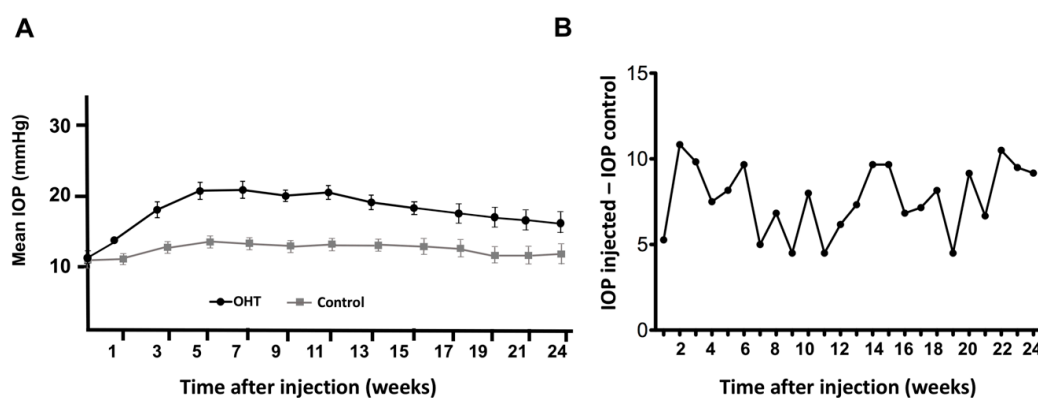 A
Mean IOP (mmHg)
30
20
10
OHT
Control
1 3 5 7 9 11 13 15 17 19 21 24
Time after injection (weeks)
B
IOP injected – IOP control
15
10
5
0
2 4 6 8 10 12 14 16 18 20 22 24
Time after injection (weeks)